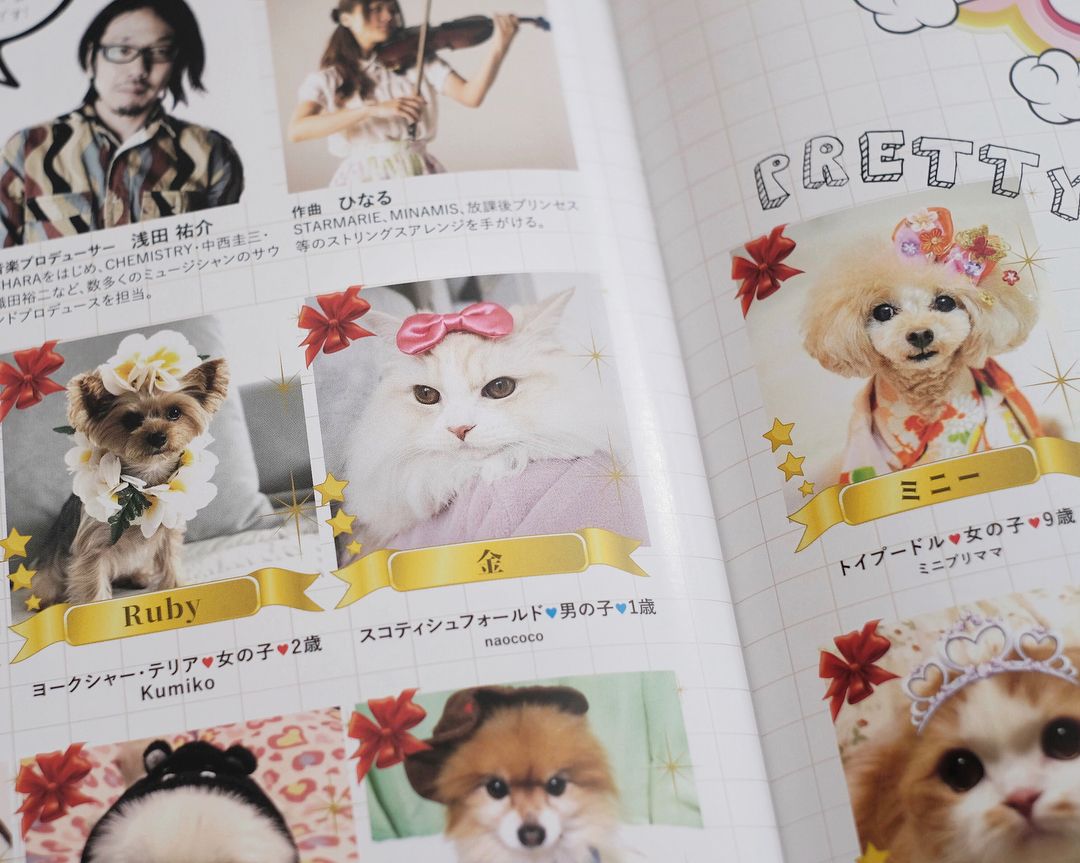 です!
音楽プロデューサー 浅田 祐介
HARAをはじめ、CHEMISTRY・中西圭三・
織田裕二など、数多くのミュージシャンのサウ
ンドプロデュースを担当。
作曲 ひなる
STARMARIE、MINAMIS、放課後プリンセス
等のストリングスアレンジを手がける。
Ruby
ヨークシャー・テリア♥女の子♥2歳
Kumiko
金
スコティシュフォールド♥男の子♥1歳
naococo
PRETTY
ミニー
トイプードル♥女の子♥9歳
ミニプリママ